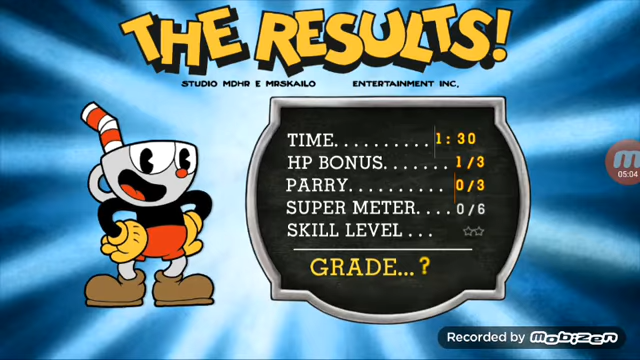 THE RESULTS!
STUDIO MDHR E MRSKAILO ENTERTAINMENT INC.
TIME.......... 1: 30
HP BONUS....... 1/3
PARRY.......... 0/3
SUPER METER.... 0/6
SKILL LEVEL ... ☆☆
GRADE...?
M
05:04
Recorded by mobizen